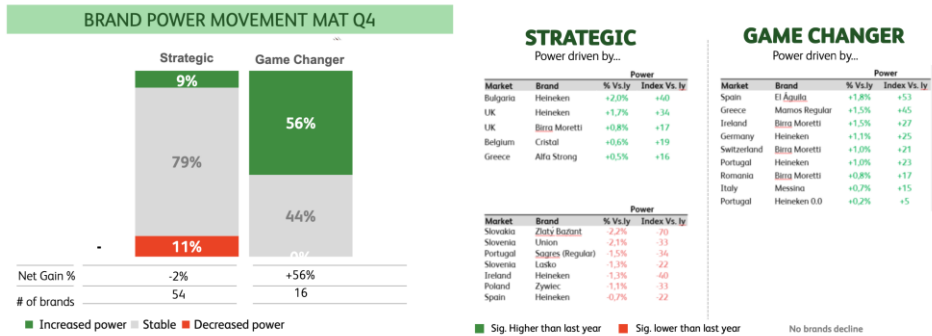 BRAND POWER MOVEMENT MAT Q4
Strategic Game Changer
9%
56%
79%
44%
11%
0%
-
Net Gain % -2% +56%
# of brands 54 16
Increased power Stable Decreased power
STRATEGIC
Power driven by...
Power
Market Brand % Vs.ly Index Vs. ly
Bulgaria Heineken +2,0% +40
UK Heineken +1,7% +34
UK Birra Moretti +0,8% +17
Belgium Cristal +0,6% +19
Greece Alfa Strong +0,5% +16
Power
Market Brand % Vs.ly Index Vs. ly
Slovakia Zlatý Bažant -2,2% -70
Slovenia Union -2,1% -33
Portugal Sagres (Regular) -1,5% -34
Slovenia Lasko -1,3% -22
Ireland Heineken -1,3% -40
Poland Zywiec -1,1% -33
Spain Heineken -0,7% -22
GAME CHANGER
Power driven by...
Power
Market Brand % Vs.ly Index Vs. ly
Spain El Águila +1,8% +53
Greece Mamos Regular +1,5% +45
Ireland Birra Moretti +1,5% +27
Germany Heineken +1,1% +25
Switzerland Birra Moretti +1,0% +21
Portugal Heineken +1,0% +23
Romania Birra Moretti +0,8% +17
Italy Messina +0,7% +15
Portugal Heineken 0.0 +0,2% +5
Sig. Higher than last year Sig. lower than last year No brands decline